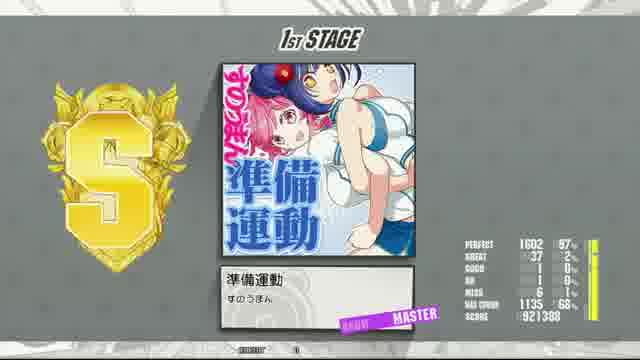 1ST STAGE
すのうまん
準備
運動
S
準備運動
すのうまん
MASTER
PERFECT 1602 97%
GREAT 37 2%
GOOD 1 0%
BAD 1 0%
MISS 6 1%
MAX COMBO 1135 68%
SCORE 921388